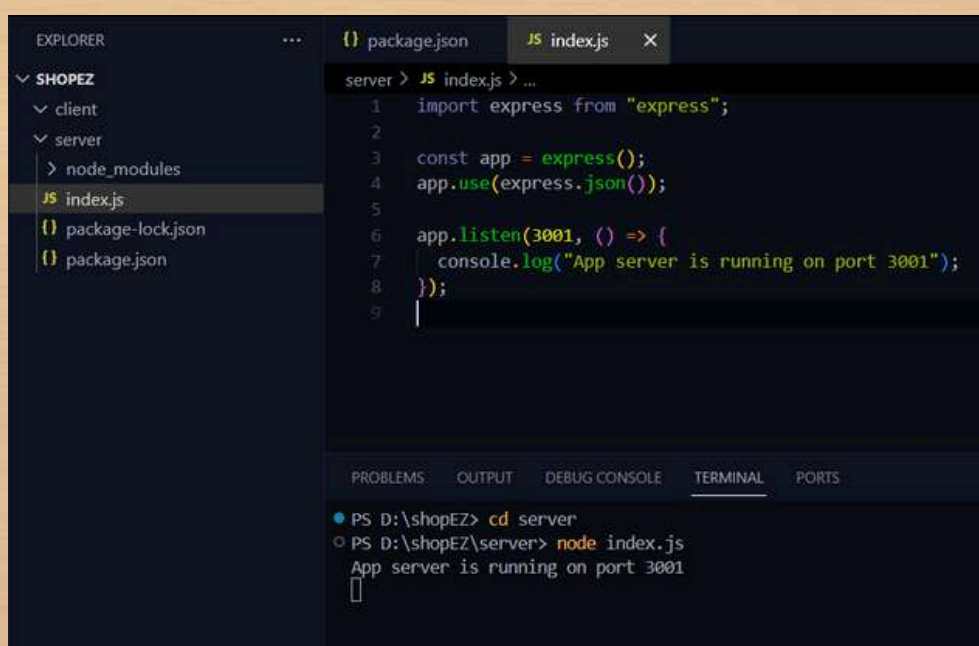 EXPLORER
...
SHOPEZ
client
server
node_modules
JS index.js
{} package-lock.json
{} package.json
{} package.json
JS index.js X
server > JS index.js > ...
1 import express from "express";
2
3 const app = express();
4 app.use(express.json());
5
6 app.listen(3001, () => {
7 console.log("App server is running on port 3001");
8 });
9
PROBLEMS OUTPUT DEBUG CONSOLE TERMINAL PORTS
PS D:\shopEZ> cd server
PS D:\shopEZ\server> node index.js
App server is running on port 3001